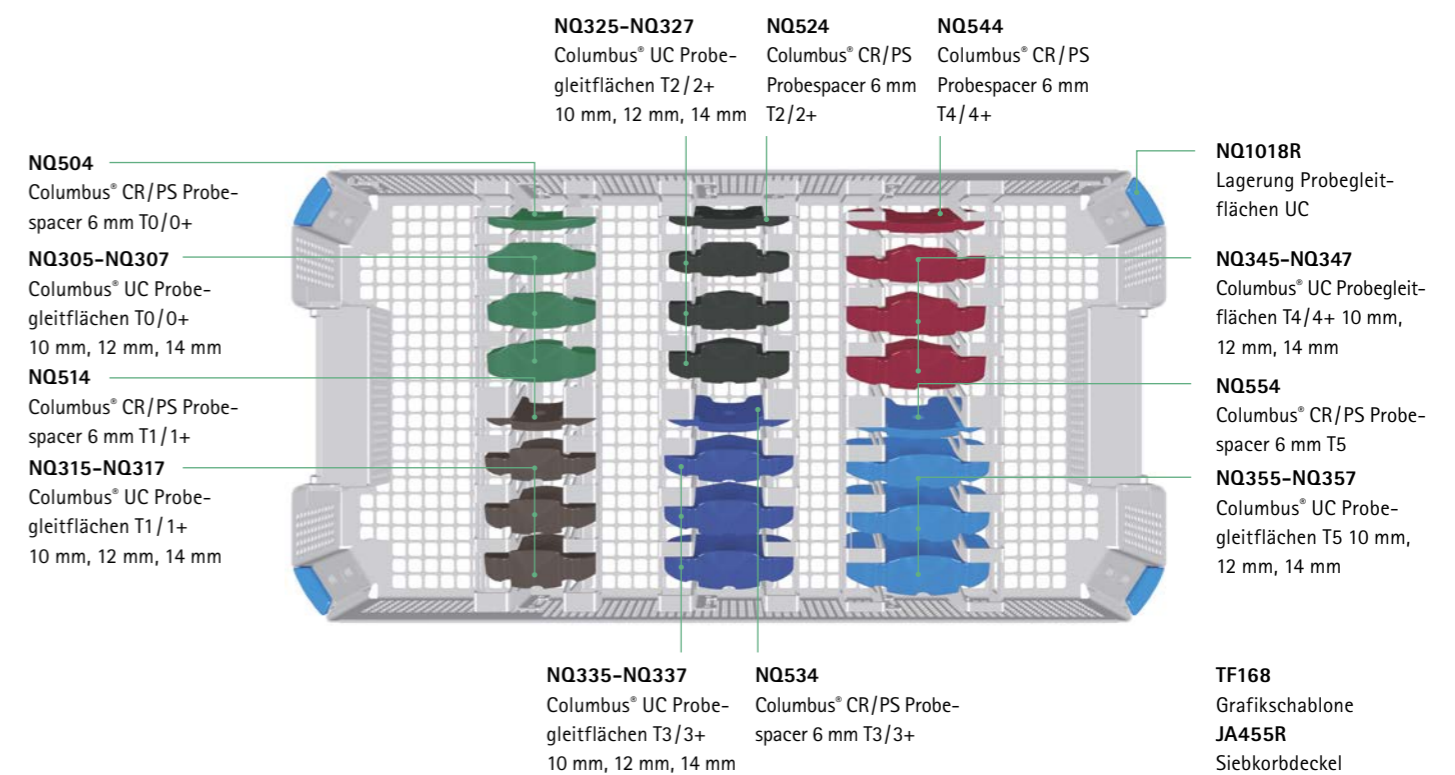 NQ325–NQ327
Columbus® UC Probe-
gleitflächen T2/2+
10 mm, 12 mm, 14 mm
NQ524
Columbus® CR/PS
Probespacer 6 mm
T2/2+
NQ544
Columbus® CR/PS
Probespacer 6 mm
T4/4+
NQ504
Columbus® CR/PS Probe-
spacer 6 mm T0/0+
NQ305–NQ307
Columbus® UC Probe-
gleitflächen T0/0+
10 mm, 12 mm, 14 mm
NQ514
Columbus® CR/PS Probe-
spacer 6 mm T1/1+
NQ315–NQ317
Columbus® UC Probe-
gleitflächen T1/1+
10 mm, 12 mm, 14 mm
NQ1018R
Lagerung Probegleit-
flächen UC
NQ345–NQ347
Columbus® UC Probegleit-
flächen T4/4+ 10 mm,
12 mm, 14 mm
NQ554
Columbus® CR/PS Probe-
spacer 6 mm T5
NQ355–NQ357
Columbus® UC Probe-
gleitflächen T5 10 mm,
12 mm, 14 mm
NQ335–NQ337
Columbus® UC Probe-
gleitflächen T3/3+
10 mm, 12 mm, 14 mm
NQ534
Columbus® CR/PS Probe-
spacer 6 mm T3/3+
TF168
Grafikschablone
JA455R
Siebkorbdeckel